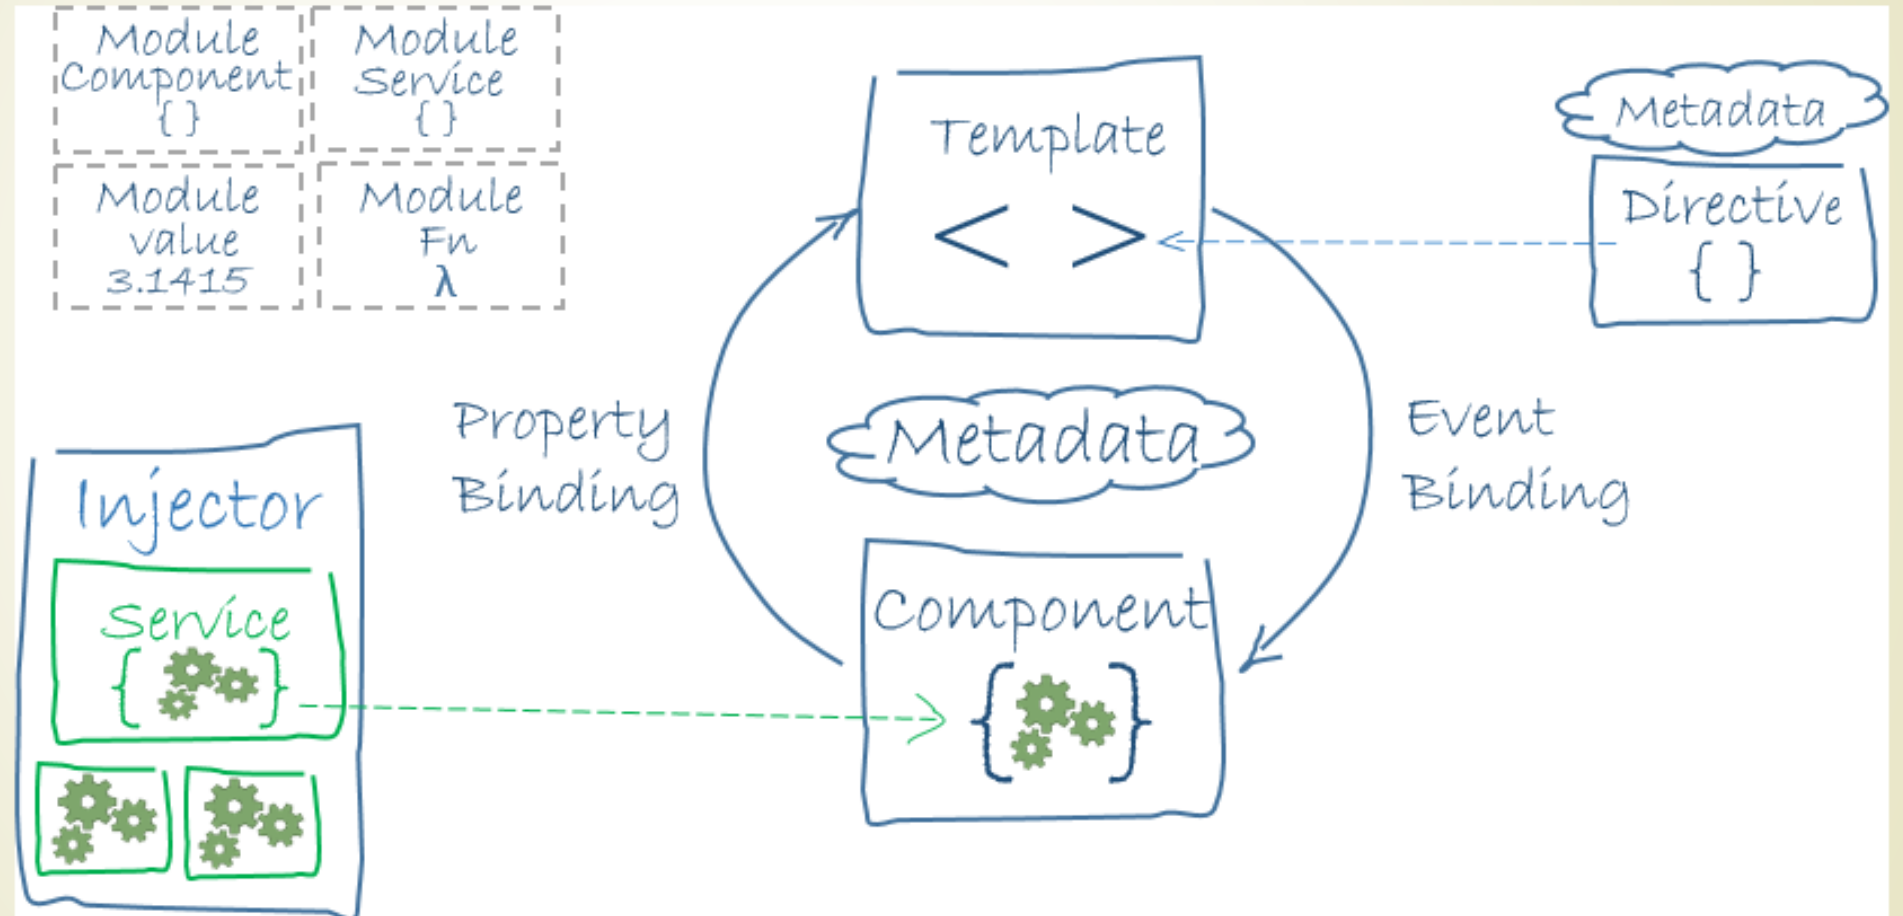 Module
Component
{ }
Module
Service
{ }
Module
value
3.1415
Module
Fn
λ
Template
< >
Metadata
Directive
{ }
Property
Binding
Metadata
Event
Binding
Injector
Service
{ }
Component
{ }